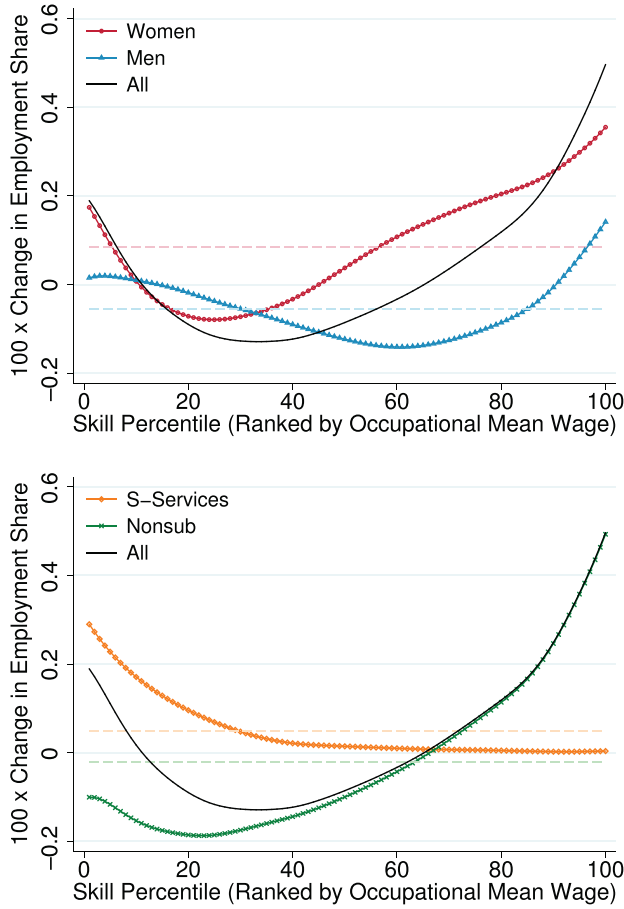 100 x Change in Employment Share
0.6
0.4
0.2
0
−0.2
Women
Men
All
0 20 40 60 80 100
Skill Percentile (Ranked by Occupational Mean Wage)
100 x Change in Employment Share
0.6
0.4
0.2
0
−0.2
S−Services
Nonsub
All
0 20 40 60 80 100
Skill Percentile (Ranked by Occupational Mean Wage)